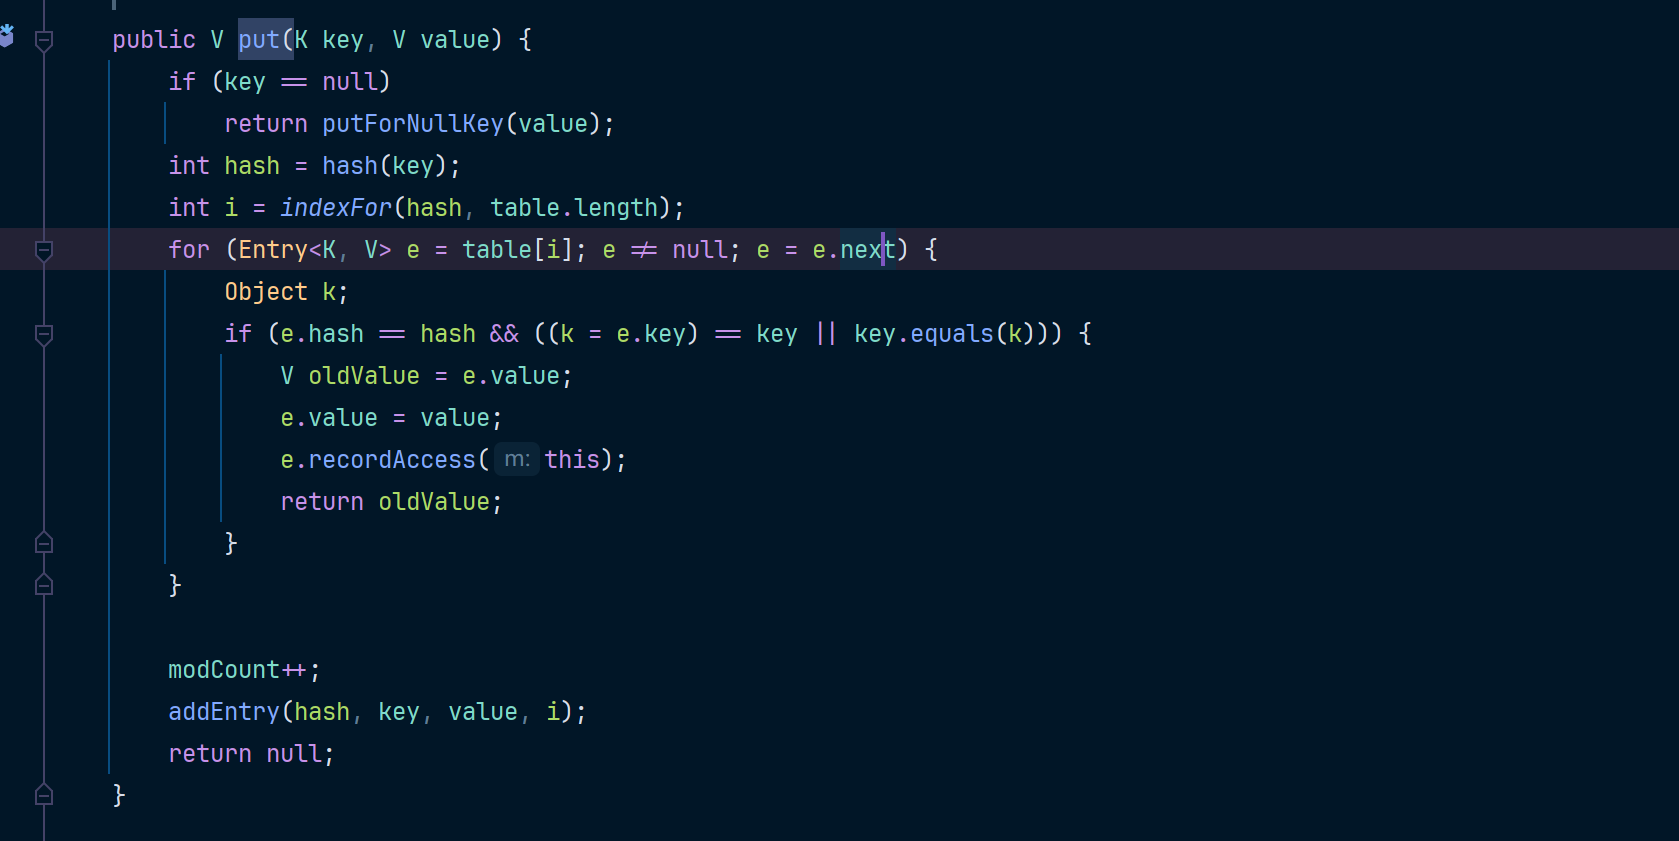 public V put(K key, V value) {
if (key == null)
return putForNullKey(value);
int hash = hash(key);
int i = indexFor(hash, table.length);
for (Entry<K, V> e = table[i]; e != null; e = e.next) {
Object k;
if (e.hash == hash && ((k = e.key) == key || key.equals(k))) {
V oldValue = e.value;
e.value = value;
e.recordAccess( m: this);
return oldValue;
}
}
modCount++;
addEntry(hash, key, value, i);
return null;
}